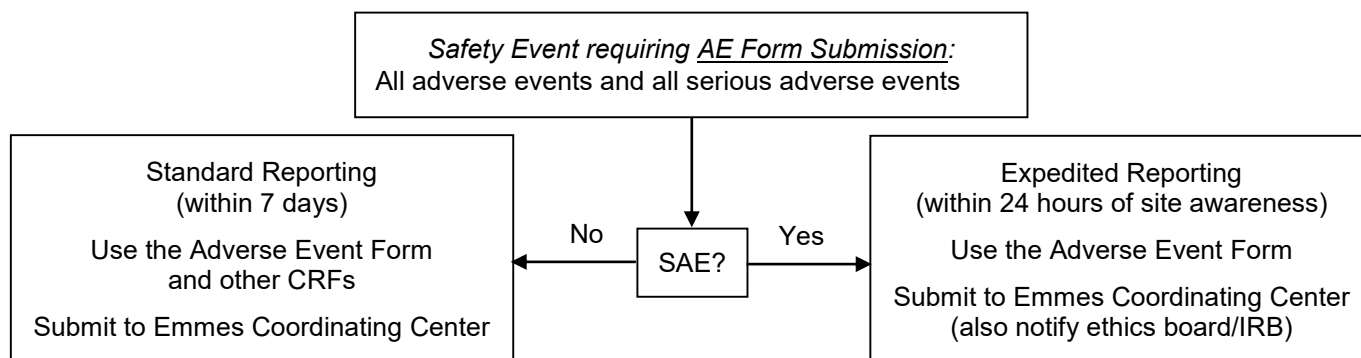 Safety Event requiring AE Form Submission:
All adverse events and all serious adverse events
Standard Reporting
(within 7 days)
Use the Adverse Event Form
and other CRFs
Submit to Emmes Coordinating Center
No
SAE?
Yes
Expedited Reporting
(within 24 hours of site awareness)
Use the Adverse Event Form
Submit to Emmes Coordinating Center
(also notify ethics board/IRB)